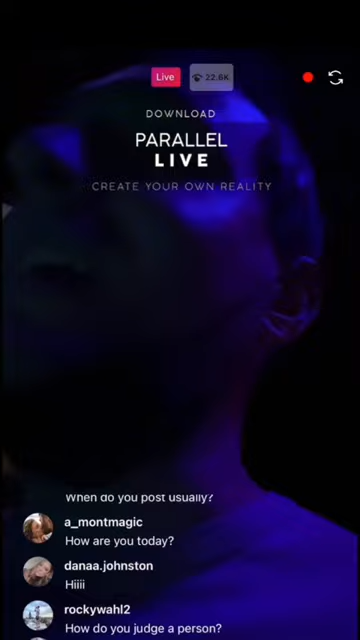 Live
22.6K
DOWNLOAD
PARALLEL
LIVE
CREATE YOUR OWN REALITY
When do you post usually?
a_montmagic
How are you today?
danaa.johnston
Hiiii
rockywahl2
How do you judge a person?